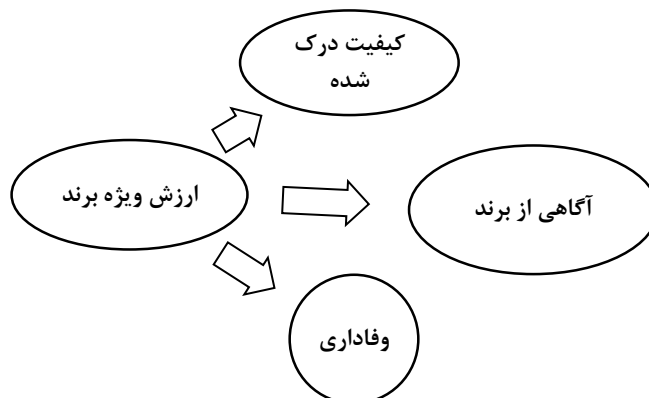 کیفیت درک
شده
ارزش ویژه برند
آگاهی از برند
وفاداری